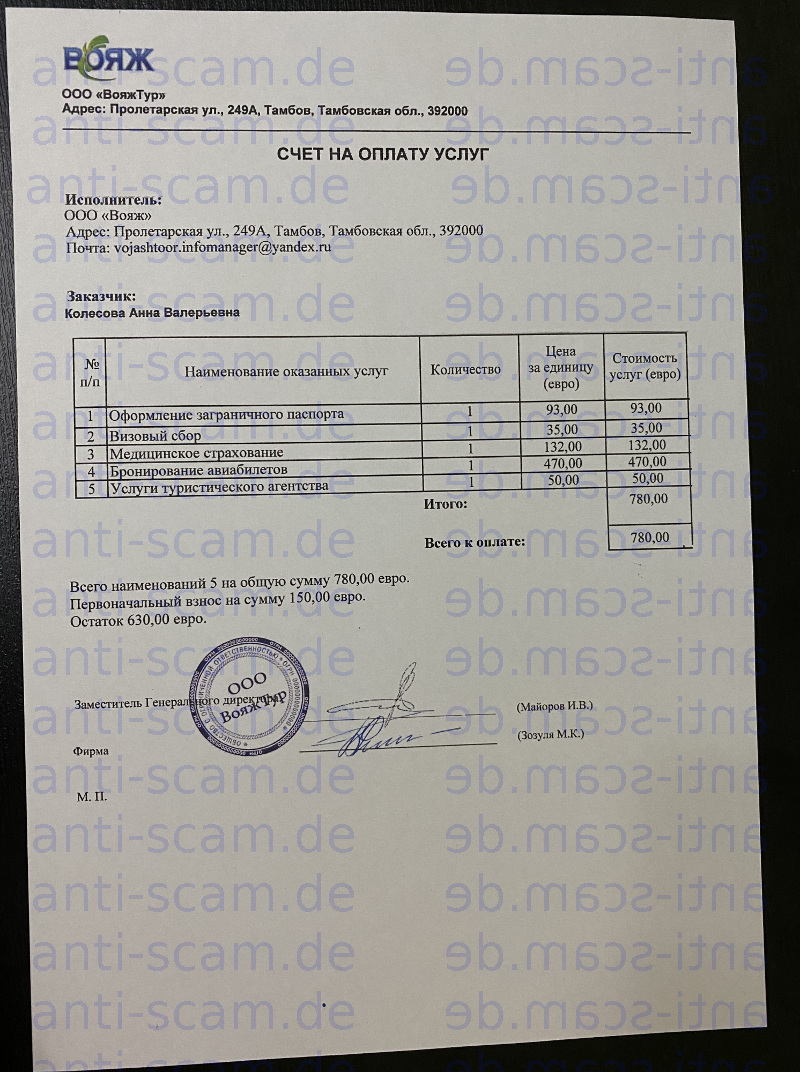 ВОЯЖ
ООО «ВояжТур»
Адрес: Пролетарская ул., 249А, Тамбов, Тамбовская обл., 392000
СЧЕТ НА ОПЛАТУ УСЛУГ
Исполнитель:
ООО «Вояж»
Адрес: Пролетарская ул., 249А, Тамбов, Тамбовская обл., 392000
Почта: vojashtoor.infomanager@yandex.ru
Заказчик:
Колесова Анна Валерьевна
№ п/п Наименование оказанных услуг Количество Цена за единицу (евро) Стоимость услуг (евро)
1 Оформление заграничного паспорта 1 93,00 93,00
2 Визовый сбор 1 35,00 35,00
3 Медицинское страхование 1 132,00 132,00
4 Бронирование авиабилетов 1 470,00 470,00
5 Услуги туристического агентства 1 50,00 50,00
Итого: 780,00
Всего к оплате: 780,00
Всего наименований 5 на общую сумму 780,00 евро.
Первоначальный взнос на сумму 150,00 евро.
Остаток 630,00 евро.
ООО
ВояжТур
Заместитель Генерального директора (Майоров И.В.)
Фирма (Зозуля М.К.)
М. П.
anti-scam.de